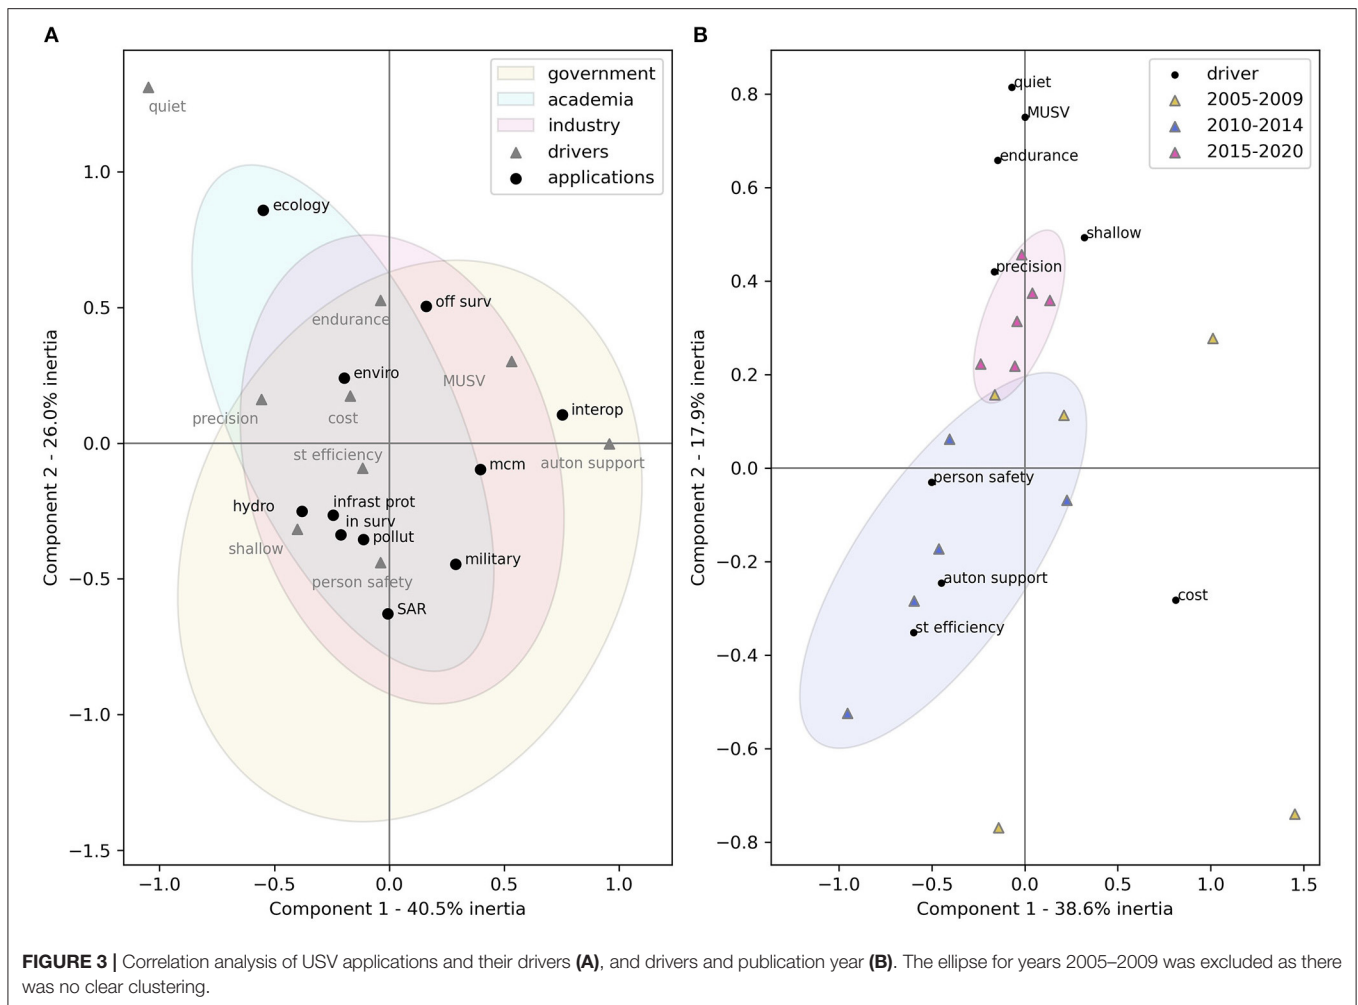 A
B
government
academia
industry
drivers
applications
quiet
ecology
endurance
off surv
enviro
MUSV
precision
cost
interop
st efficiency
auton support
mcm
hydro
infrast prot
in surv
pollut
shallow
military
person safety
SAR
1.0
0.5
0.0
−0.5
−1.0
−1.5
−1.0
−0.5
0.0
0.5
1.0
Component 2 - 26.0% inertia
Component 1 - 40.5% inertia
driver
2005-2009
2010-2014
2015-2020
quiet
MUSV
endurance
shallow
precision
person safety
auton support
cost
st efficiency
0.8
0.6
0.4
0.2
0.0
−0.2
−0.4
−0.6
−0.8
−1.0
−0.5
0.0
0.5
1.0
1.5
Component 2 - 17.9% inertia
Component 1 - 38.6% inertia
FIGURE 3 | Correlation analysis of USV applications and their drivers (A), and drivers and publication year (B). The ellipse for years 2005–2009 was excluded as there
was no clear clustering.